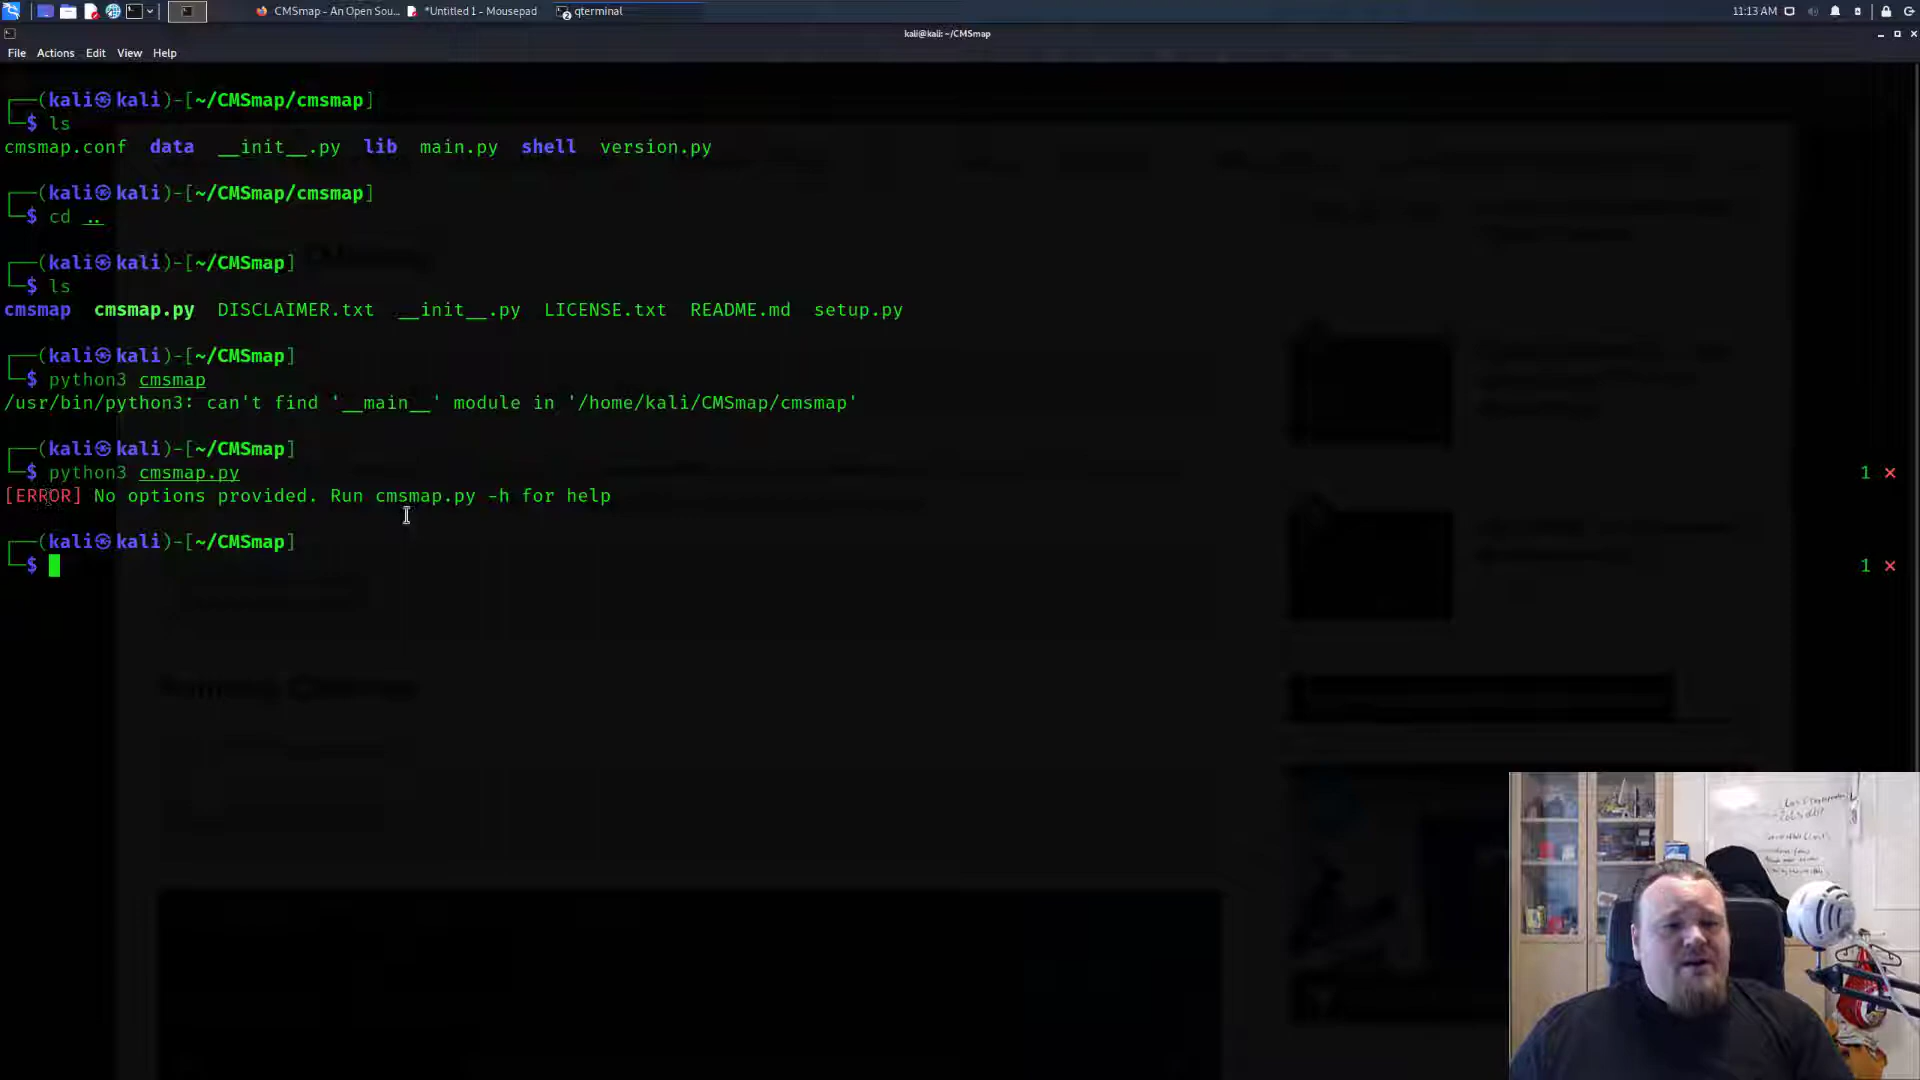 CMSmap - An Open Sou... *Untitled 1 - Mousepad qterminal 11:13 AM
kali@kali: ~/CMSmap
File Actions Edit View Help
(kali㉿kali)-[~/CMSmap/cmsmap]
$ ls
cmsmap.conf data __init__.py lib main.py shell version.py
(kali㉿kali)-[~/CMSmap/cmsmap]
$ cd ..
(kali㉿kali)-[~/CMSmap]
$ ls
cmsmap cmsmap.py DISCLAIMER.txt __init__.py LICENSE.txt README.md setup.py
(kali㉿kali)-[~/CMSmap]
$ python3 cmsmap
/usr/bin/python3: can't find '__main__' module in '/home/kali/CMSmap/cmsmap'
(kali㉿kali)-[~/CMSmap]
$ python3 cmsmap.py 1 ×
[ERROR] No options provided. Run cmsmap.py -h for help
(kali㉿kali)-[~/CMSmap]
$ 1 ×